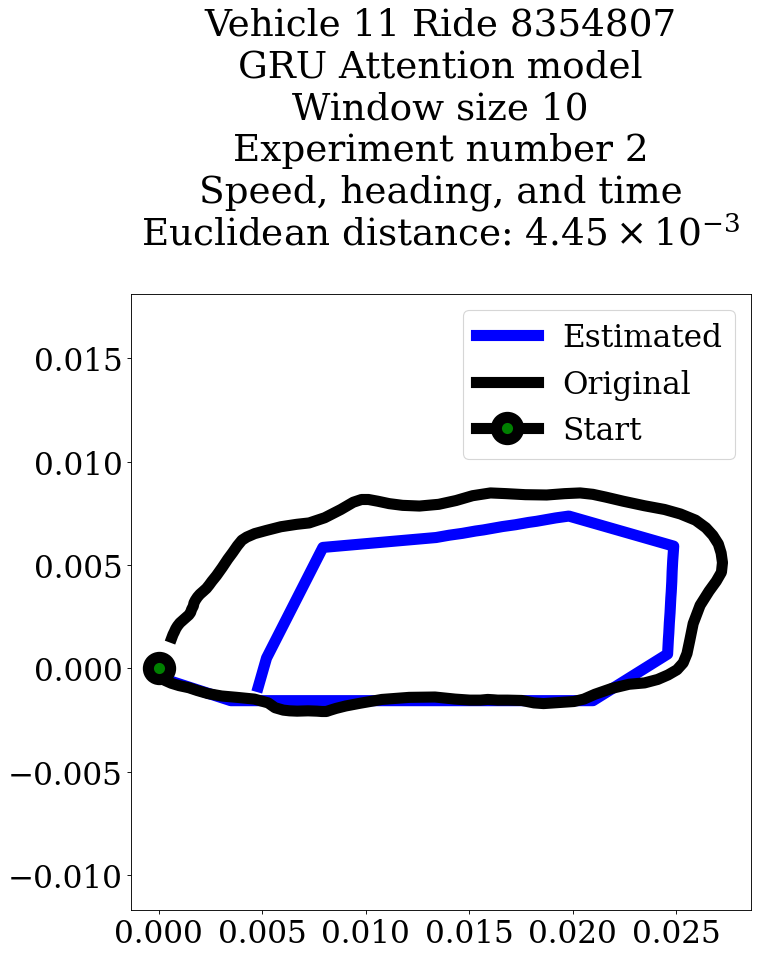 Vehicle 11 Ride 8354807
GRU Attention model
Window size 10
Experiment number 2
Speed, heading, and time
Euclidean distance: 4.45 × 10⁻³
Estimated
Original
Start
0.015
0.010
0.005
0.000
−0.005
−0.010
0.000 0.005 0.010 0.015 0.020 0.025